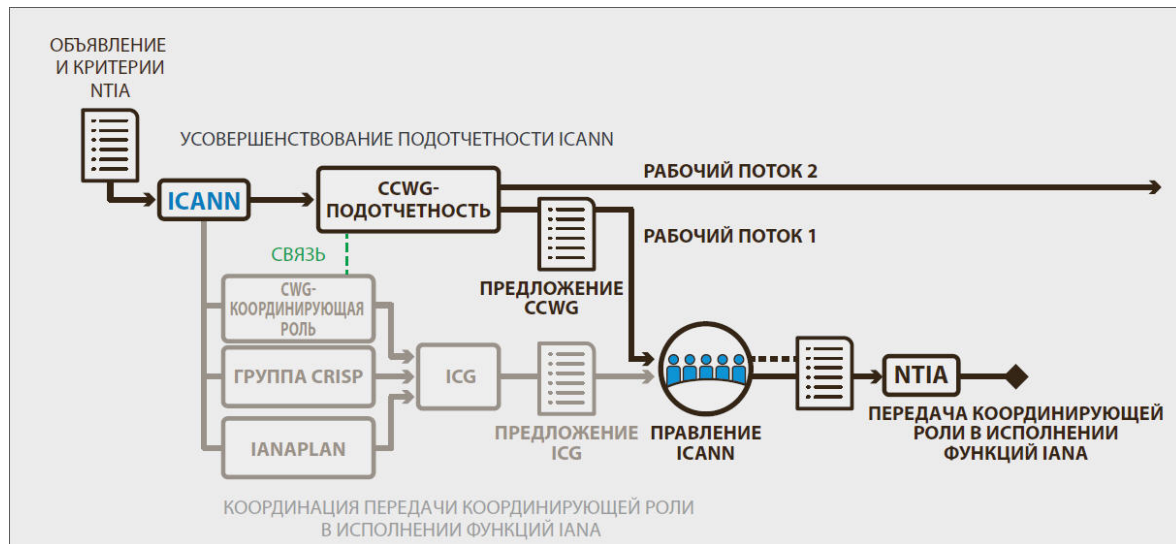 ОБЪЯВЛЕНИЕ
И КРИТЕРИИ
NTIA
УСОВЕРШЕНСТВОВАНИЕ ПОДОТЧЕТНОСТИ ICANN
ICANN
CCWG-
ПОДОТЧЕТНОСТЬ
РАБОЧИЙ ПОТОК 2
РАБОЧИЙ ПОТОК 1
СВЯЗЬ
ПРЕДЛОЖЕНИЕ
CCWG
CWG-
КООРДИНИРУЮЩАЯ
РОЛЬ
ГРУППА CRISP
IANAPLAN
ICG
ПРЕДЛОЖЕНИЕ
ICG
ПРАВЛЕНИЕ
ICANN
NTIA
ПЕРЕДАЧА КООРДИНИРУЮЩЕЙ
РОЛИ В ИСПОЛНЕНИИ
ФУНКЦИЙ IANA
КООРДИНАЦИЯ ПЕРЕДАЧИ КООРДИНИРУЮЩЕЙ РОЛИ
В ИСПОЛНЕНИИ ФУНКЦИЙ IANA